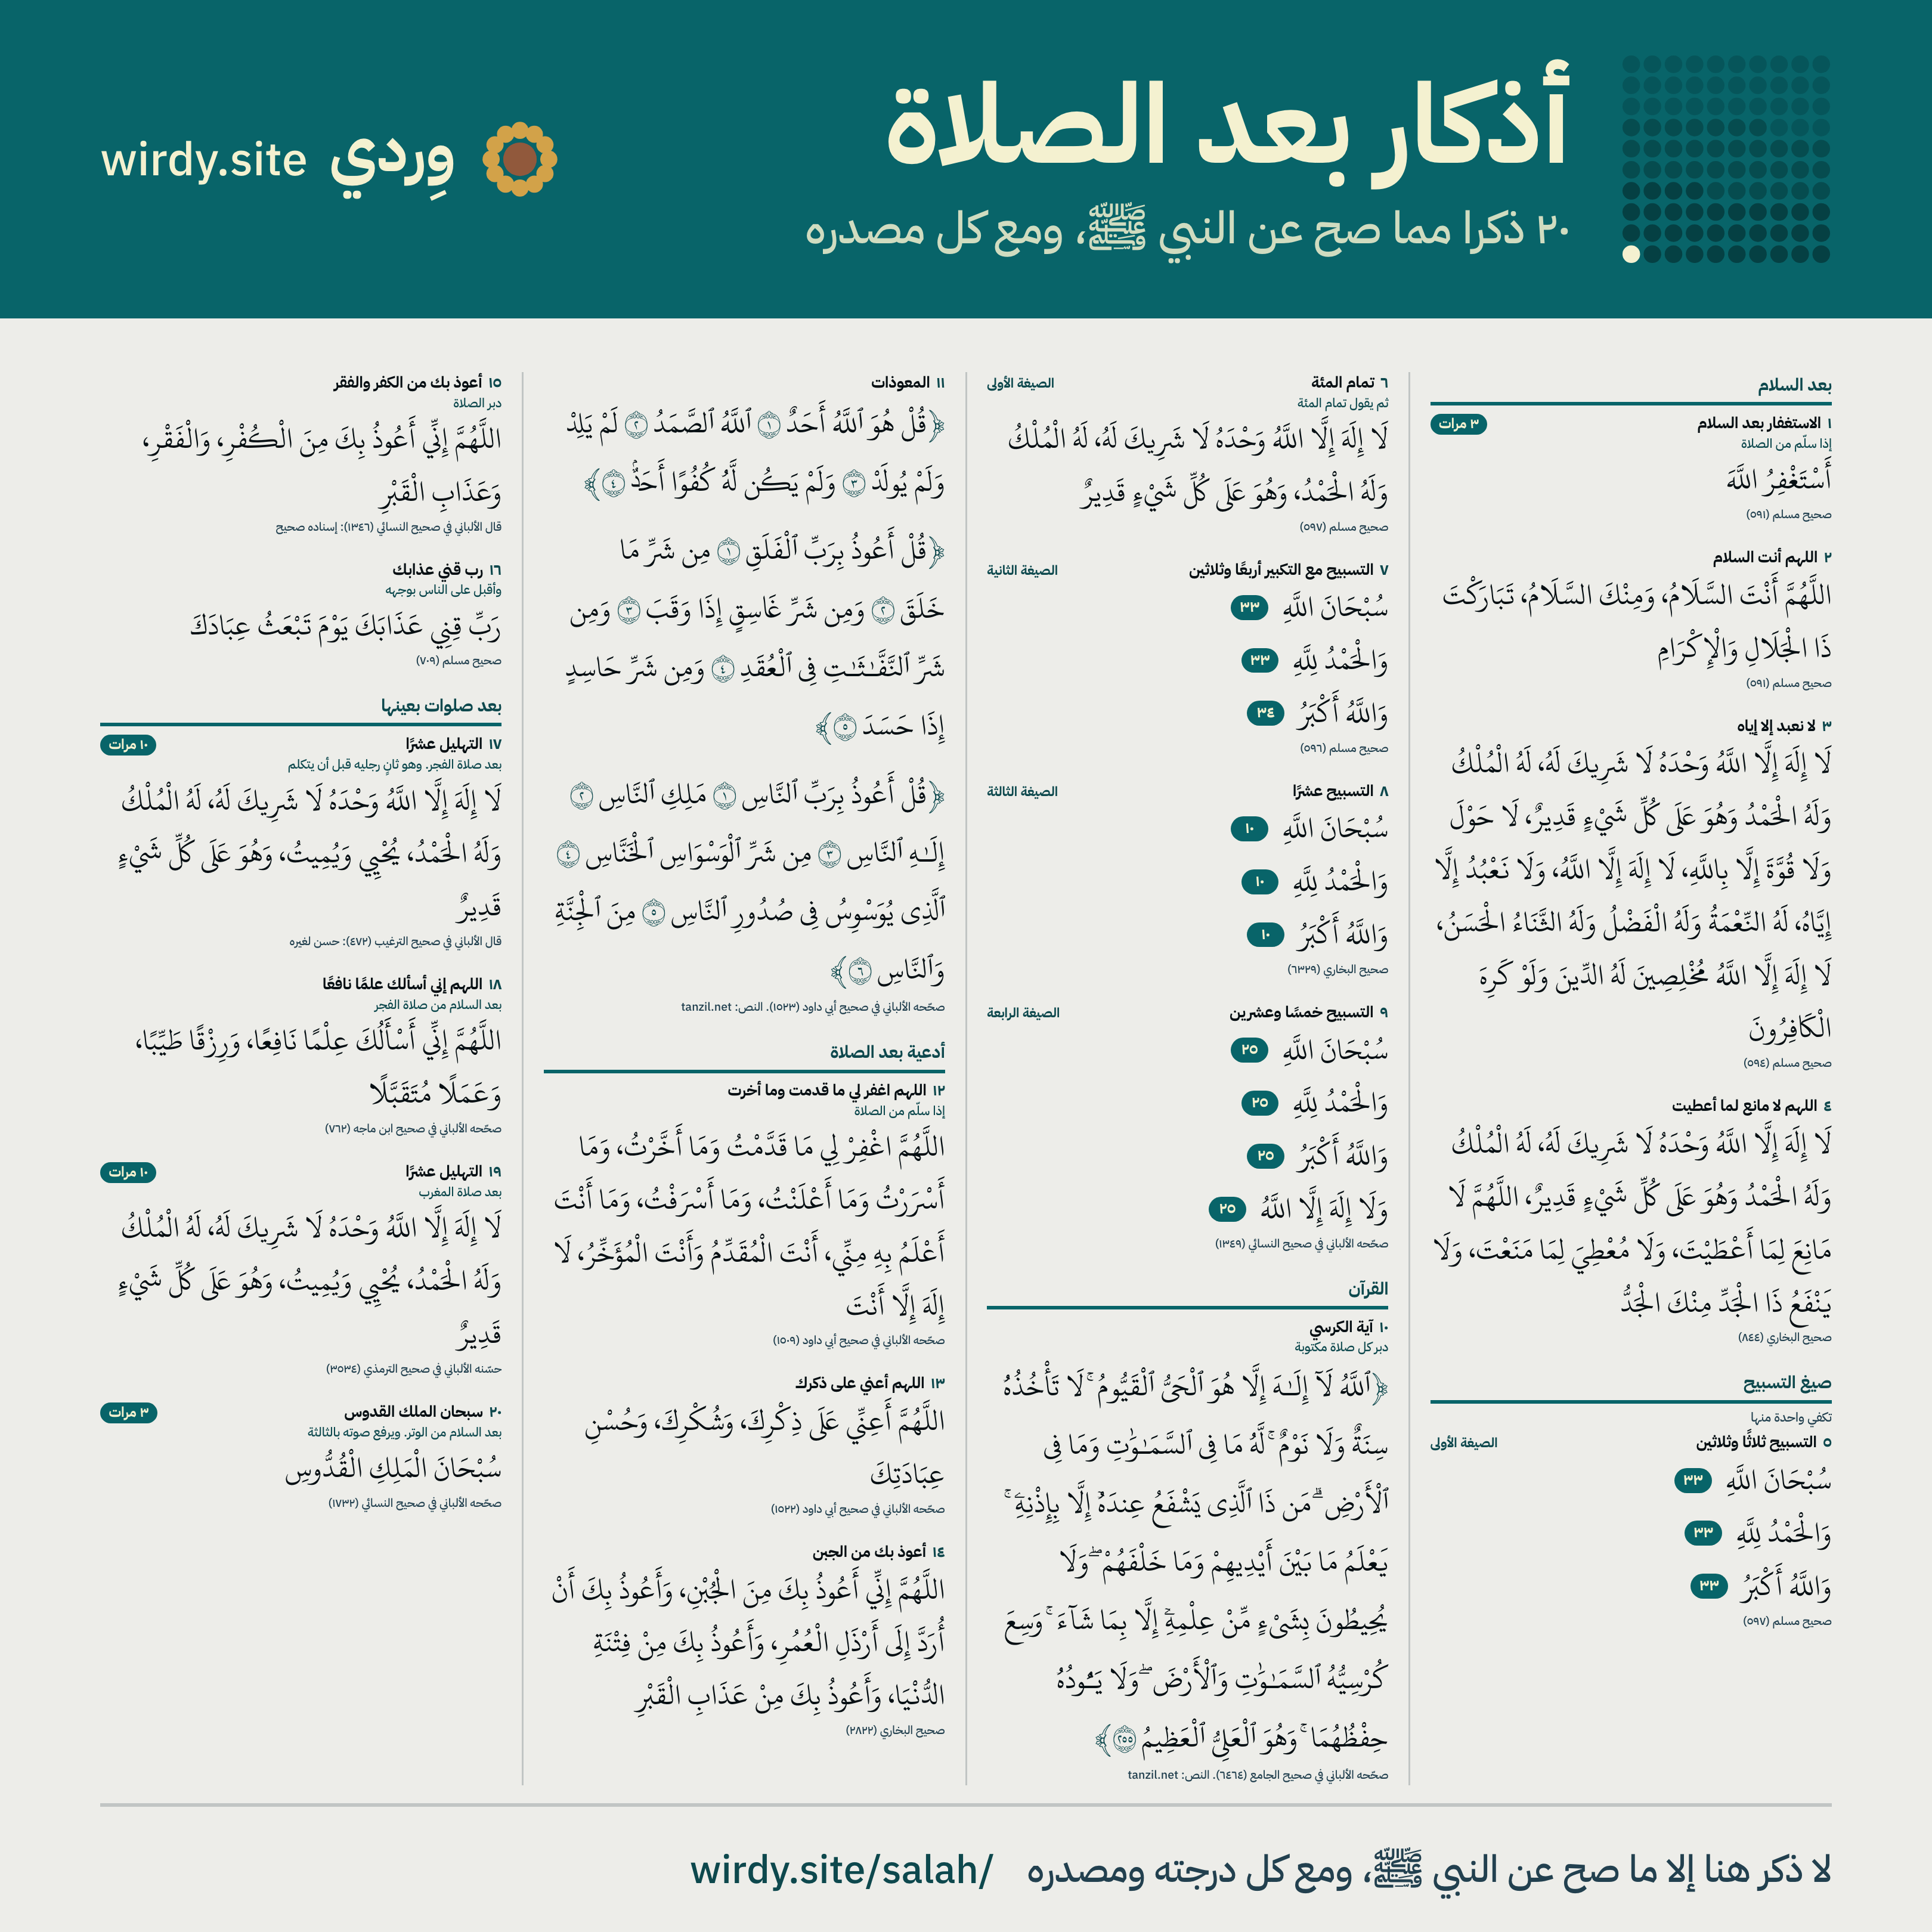 أذكار بعد الصلاة
٢٠ ذكرا مما صح عن النبي ﷺ، ومع كل مصدره
وِردي wirdy.site
بعد السلام
١ الاستغفار بعد السلام ٣ مرات
إذا سلّم من الصلاة
أَسْتَغْفِرُ اللَّهَ
صحيح مسلم (٥٩١)
٢ اللهم أنت السلام
اللَّهُمَّ أَنْتَ السَّلَامُ، وَمِنْكَ السَّلَامُ، تَبَارَكْتَ
ذَا الْجَلَالِ وَالْإِكْرَامِ
صحيح مسلم (٥٩١)
٣ لا نعبد إلا إياه
لَا إِلَهَ إِلَّا اللَّهُ وَحْدَهُ لَا شَرِيكَ لَهُ، لَهُ الْمُلْكُ
وَلَهُ الْحَمْدُ وَهُوَ عَلَى كُلِّ شَيْءٍ قَدِيرٌ، لَا حَوْلَ
وَلَا قُوَّةَ إِلَّا بِاللَّهِ، لَا إِلَهَ إِلَّا اللَّهُ، وَلَا نَعْبُدُ إِلَّا
إِيَّاهُ، لَهُ النِّعْمَةُ وَلَهُ الْفَضْلُ وَلَهُ الثَّنَاءُ الْحَسَنُ،
لَا إِلَهَ إِلَّا اللَّهُ مُخْلِصِينَ لَهُ الدِّينَ وَلَوْ كَرِهَ
الْكَافِرُونَ
صحيح مسلم (٥٩٤)
٤ اللهم لا مانع لما أعطيت
لَا إِلَهَ إِلَّا اللَّهُ وَحْدَهُ لَا شَرِيكَ لَهُ، لَهُ الْمُلْكُ
وَلَهُ الْحَمْدُ وَهُوَ عَلَى كُلِّ شَيْءٍ قَدِيرٌ، اللَّهُمَّ لَا
مَانِعَ لِمَا أَعْطَيْتَ، وَلَا مُعْطِيَ لِمَا مَنَعْتَ، وَلَا
يَنْفَعُ ذَا الْجَدِّ مِنْكَ الْجَدُّ
صحيح البخاري (٨٤٤)
صيغ التسبيح
تكفي واحدة منها
٥ التسبيح ثلاثًا وثلاثين الصيغة الأولى
سُبْحَانَ اللَّهِ ٣٣
وَالْحَمْدُ لِلَّهِ ٣٣
وَاللَّهُ أَكْبَرُ ٣٣
صحيح مسلم (٥٩٧)
٦ تمام المئة الصيغة الأولى
ثم يقول تمام المئة
لَا إِلَهَ إِلَّا اللَّهُ وَحْدَهُ لَا شَرِيكَ لَهُ، لَهُ الْمُلْكُ
وَلَهُ الْحَمْدُ، وَهُوَ عَلَى كُلِّ شَيْءٍ قَدِيرٌ
صحيح مسلم (٥٩٧)
٧ التسبيح مع التكبير أربعًا وثلاثين الصيغة الثانية
سُبْحَانَ اللَّهِ ٣٣
وَالْحَمْدُ لِلَّهِ ٣٣
وَاللَّهُ أَكْبَرُ ٣٤
صحيح مسلم (٥٩٦)
٨ التسبيح عشرًا الصيغة الثالثة
سُبْحَانَ اللَّهِ ١٠
وَالْحَمْدُ لِلَّهِ ١٠
وَاللَّهُ أَكْبَرُ ١٠
صحيح البخاري (٦٣٢٩)
٩ التسبيح خمسًا وعشرين الصيغة الرابعة
سُبْحَانَ اللَّهِ ٢٥
وَالْحَمْدُ لِلَّهِ ٢٥
وَاللَّهُ أَكْبَرُ ٢٥
وَلَا إِلَهَ إِلَّا اللَّهُ ٢٥
صحّحه الألباني في صحيح النسائي (١٣٤٩)
القرآن
١٠ آية الكرسي
دبر كل صلاة مكتوبة
﴿ٱللَّهُ لَآ إِلَـٰهَ إِلَّا هُوَ ٱلْحَىُّ ٱلْقَيُّومُ ۚ لَا تَأْخُذُهُۥ
سِنَةٌ وَلَا نَوْمٌ ۚ لَّهُۥ مَا فِى ٱلسَّمَـٰوَٰتِ وَمَا فِى
ٱلْأَرْضِ ۗ مَن ذَا ٱلَّذِى يَشْفَعُ عِندَهُۥٓ إِلَّا بِإِذْنِهِۦ ۚ
يَعْلَمُ مَا بَيْنَ أَيْدِيهِمْ وَمَا خَلْفَهُمْ ۖ وَلَا
يُحِيطُونَ بِشَىْءٍ مِّنْ عِلْمِهِۦٓ إِلَّا بِمَا شَآءَ ۚ وَسِعَ
كُرْسِيُّهُ ٱلسَّمَـٰوَٰتِ وَٱلْأَرْضَ ۖ وَلَا يَـُٔودُهُۥ
حِفْظُهُمَا ۚ وَهُوَ ٱلْعَلِىُّ ٱلْعَظِيمُ ٢٥٥﴾
صحّحه الألباني في صحيح الجامع (٦٤٦٤). النص: tanzil.net
١١ المعوذات
﴿قُلْ هُوَ ٱللَّهُ أَحَدٌ ١ ٱللَّهُ ٱلصَّمَدُ ٢ لَمْ يَلِدْ
وَلَمْ يُولَدْ ٣ وَلَمْ يَكُن لَّهُۥ كُفُوًا أَحَدٌۢ ٤﴾
﴿قُلْ أَعُوذُ بِرَبِّ ٱلْفَلَقِ ١ مِن شَرِّ مَا
خَلَقَ ٢ وَمِن شَرِّ غَاسِقٍ إِذَا وَقَبَ ٣ وَمِن
شَرِّ ٱلنَّفَّـٰثَـٰتِ فِى ٱلْعُقَدِ ٤ وَمِن شَرِّ حَاسِدٍ
إِذَا حَسَدَ ٥﴾
﴿قُلْ أَعُوذُ بِرَبِّ ٱلنَّاسِ ١ مَلِكِ ٱلنَّاسِ ٢
إِلَـٰهِ ٱلنَّاسِ ٣ مِن شَرِّ ٱلْوَسْوَاسِ ٱلْخَنَّاسِ ٤
ٱلَّذِى يُوَسْوِسُ فِى صُدُورِ ٱلنَّاسِ ٥ مِنَ ٱلْجِنَّةِ
وَٱلنَّاسِ ٦﴾
صحّحه الألباني في صحيح أبي داود (١٥٢٣). النص: tanzil.net
أدعية بعد الصلاة
١٢ اللهم اغفر لي ما قدمت وما أخرت
إذا سلّم من الصلاة
اللَّهُمَّ اغْفِرْ لِي مَا قَدَّمْتُ وَمَا أَخَّرْتُ، وَمَا
أَسْرَرْتُ وَمَا أَعْلَنْتُ، وَمَا أَسْرَفْتُ، وَمَا أَنْتَ
أَعْلَمُ بِهِ مِنِّي، أَنْتَ الْمُقَدِّمُ وَأَنْتَ الْمُؤَخِّرُ، لَا
إِلَهَ إِلَّا أَنْتَ
صحّحه الألباني في صحيح أبي داود (١٥٠٩)
١٣ اللهم أعني على ذكرك
اللَّهُمَّ أَعِنِّي عَلَى ذِكْرِكَ، وَشُكْرِكَ، وَحُسْنِ
عِبَادَتِكَ
صحّحه الألباني في صحيح أبي داود (١٥٢٢)
١٤ أعوذ بك من الجبن
اللَّهُمَّ إِنِّي أَعُوذُ بِكَ مِنَ الْجُبْنِ، وَأَعُوذُ بِكَ أَنْ
أُرَدَّ إِلَى أَرْذَلِ الْعُمُرِ، وَأَعُوذُ بِكَ مِنْ فِتْنَةِ
الدُّنْيَا، وَأَعُوذُ بِكَ مِنْ عَذَابِ الْقَبْرِ
صحيح البخاري (٢٨٢٢)
١٥ أعوذ بك من الكفر والفقر
دبر الصلاة
اللَّهُمَّ إِنِّي أَعُوذُ بِكَ مِنَ الْكُفْرِ، وَالْفَقْرِ،
وَعَذَابِ الْقَبْرِ
قال الألباني في صحيح النسائي (١٣٤٦): إسناده صحيح
١٦ رب قني عذابك
وأقبل على الناس بوجهه
رَبِّ قِنِي عَذَابَكَ يَوْمَ تَبْعَثُ عِبَادَكَ
صحيح مسلم (٧٠٩)
بعد صلوات بعينها
١٧ التهليل عشرًا ١٠ مرات
بعد صلاة الفجر. وهو ثانٍ رجليه قبل أن يتكلم
لَا إِلَهَ إِلَّا اللَّهُ وَحْدَهُ لَا شَرِيكَ لَهُ، لَهُ الْمُلْكُ
وَلَهُ الْحَمْدُ، يُحْيِي وَيُمِيتُ، وَهُوَ عَلَى كُلِّ شَيْءٍ
قَدِيرٌ
قال الألباني في صحيح الترغيب (٤٧٢): حسن لغيره
١٨ اللهم إني أسألك علمًا نافعًا
بعد السلام من صلاة الفجر
اللَّهُمَّ إِنِّي أَسْأَلُكَ عِلْمًا نَافِعًا، وَرِزْقًا طَيِّبًا،
وَعَمَلًا مُتَقَبَّلًا
صحّحه الألباني في صحيح ابن ماجه (٧٦٢)
١٩ التهليل عشرًا ١٠ مرات
بعد صلاة المغرب
لَا إِلَهَ إِلَّا اللَّهُ وَحْدَهُ لَا شَرِيكَ لَهُ، لَهُ الْمُلْكُ
وَلَهُ الْحَمْدُ، يُحْيِي وَيُمِيتُ، وَهُوَ عَلَى كُلِّ شَيْءٍ
قَدِيرٌ
حسّنه الألباني في صحيح الترمذي (٣٥٣٤)
٢٠ سبحان الملك القدوس ٣ مرات
بعد السلام من الوتر. ويرفع صوته بالثالثة
سُبْحَانَ الْمَلِكِ الْقُدُّوسِ
صحّحه الألباني في صحيح النسائي (١٧٣٢)
لا ذكر هنا إلا ما صح عن النبي ﷺ، ومع كل درجته ومصدره wirdy.site/salah/